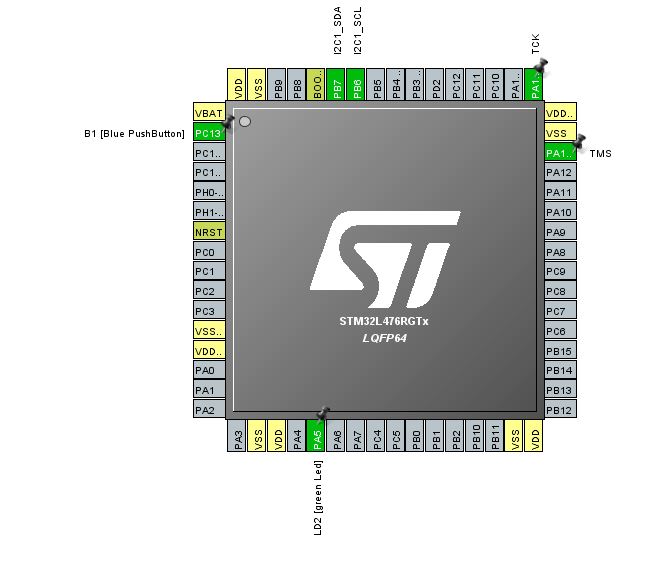 I2C1_SDA
I2C1_SCL
TCK
VDD
VSS
PB9
PB8
BOO..
PB7
PB6
PB5
PB4..
PB3..
PD2
PC12
PC11
PC10
PA1..
PA1..
VBAT
B1 [Blue PushButton]
PC13
PC1..
PC1..
PH0-..
PH1-..
NRST
PC0
PC1
PC2
PC3
VSS..
VDD..
PA0
PA1
PA2
VDD..
VSS
PA1..
TMS
PA12
PA11
PA10
PA9
PA8
PC9
PC8
PC7
PC6
PB15
PB14
PB13
PB12
ST
STM32L476RGTx
LQFP64
PA3
VSS
VDD
PA4
PA5
PA6
PA7
PC4
PC5
PB0
PB1
PB2
PB10
PB11
VSS
VDD
LD2 [green Led]